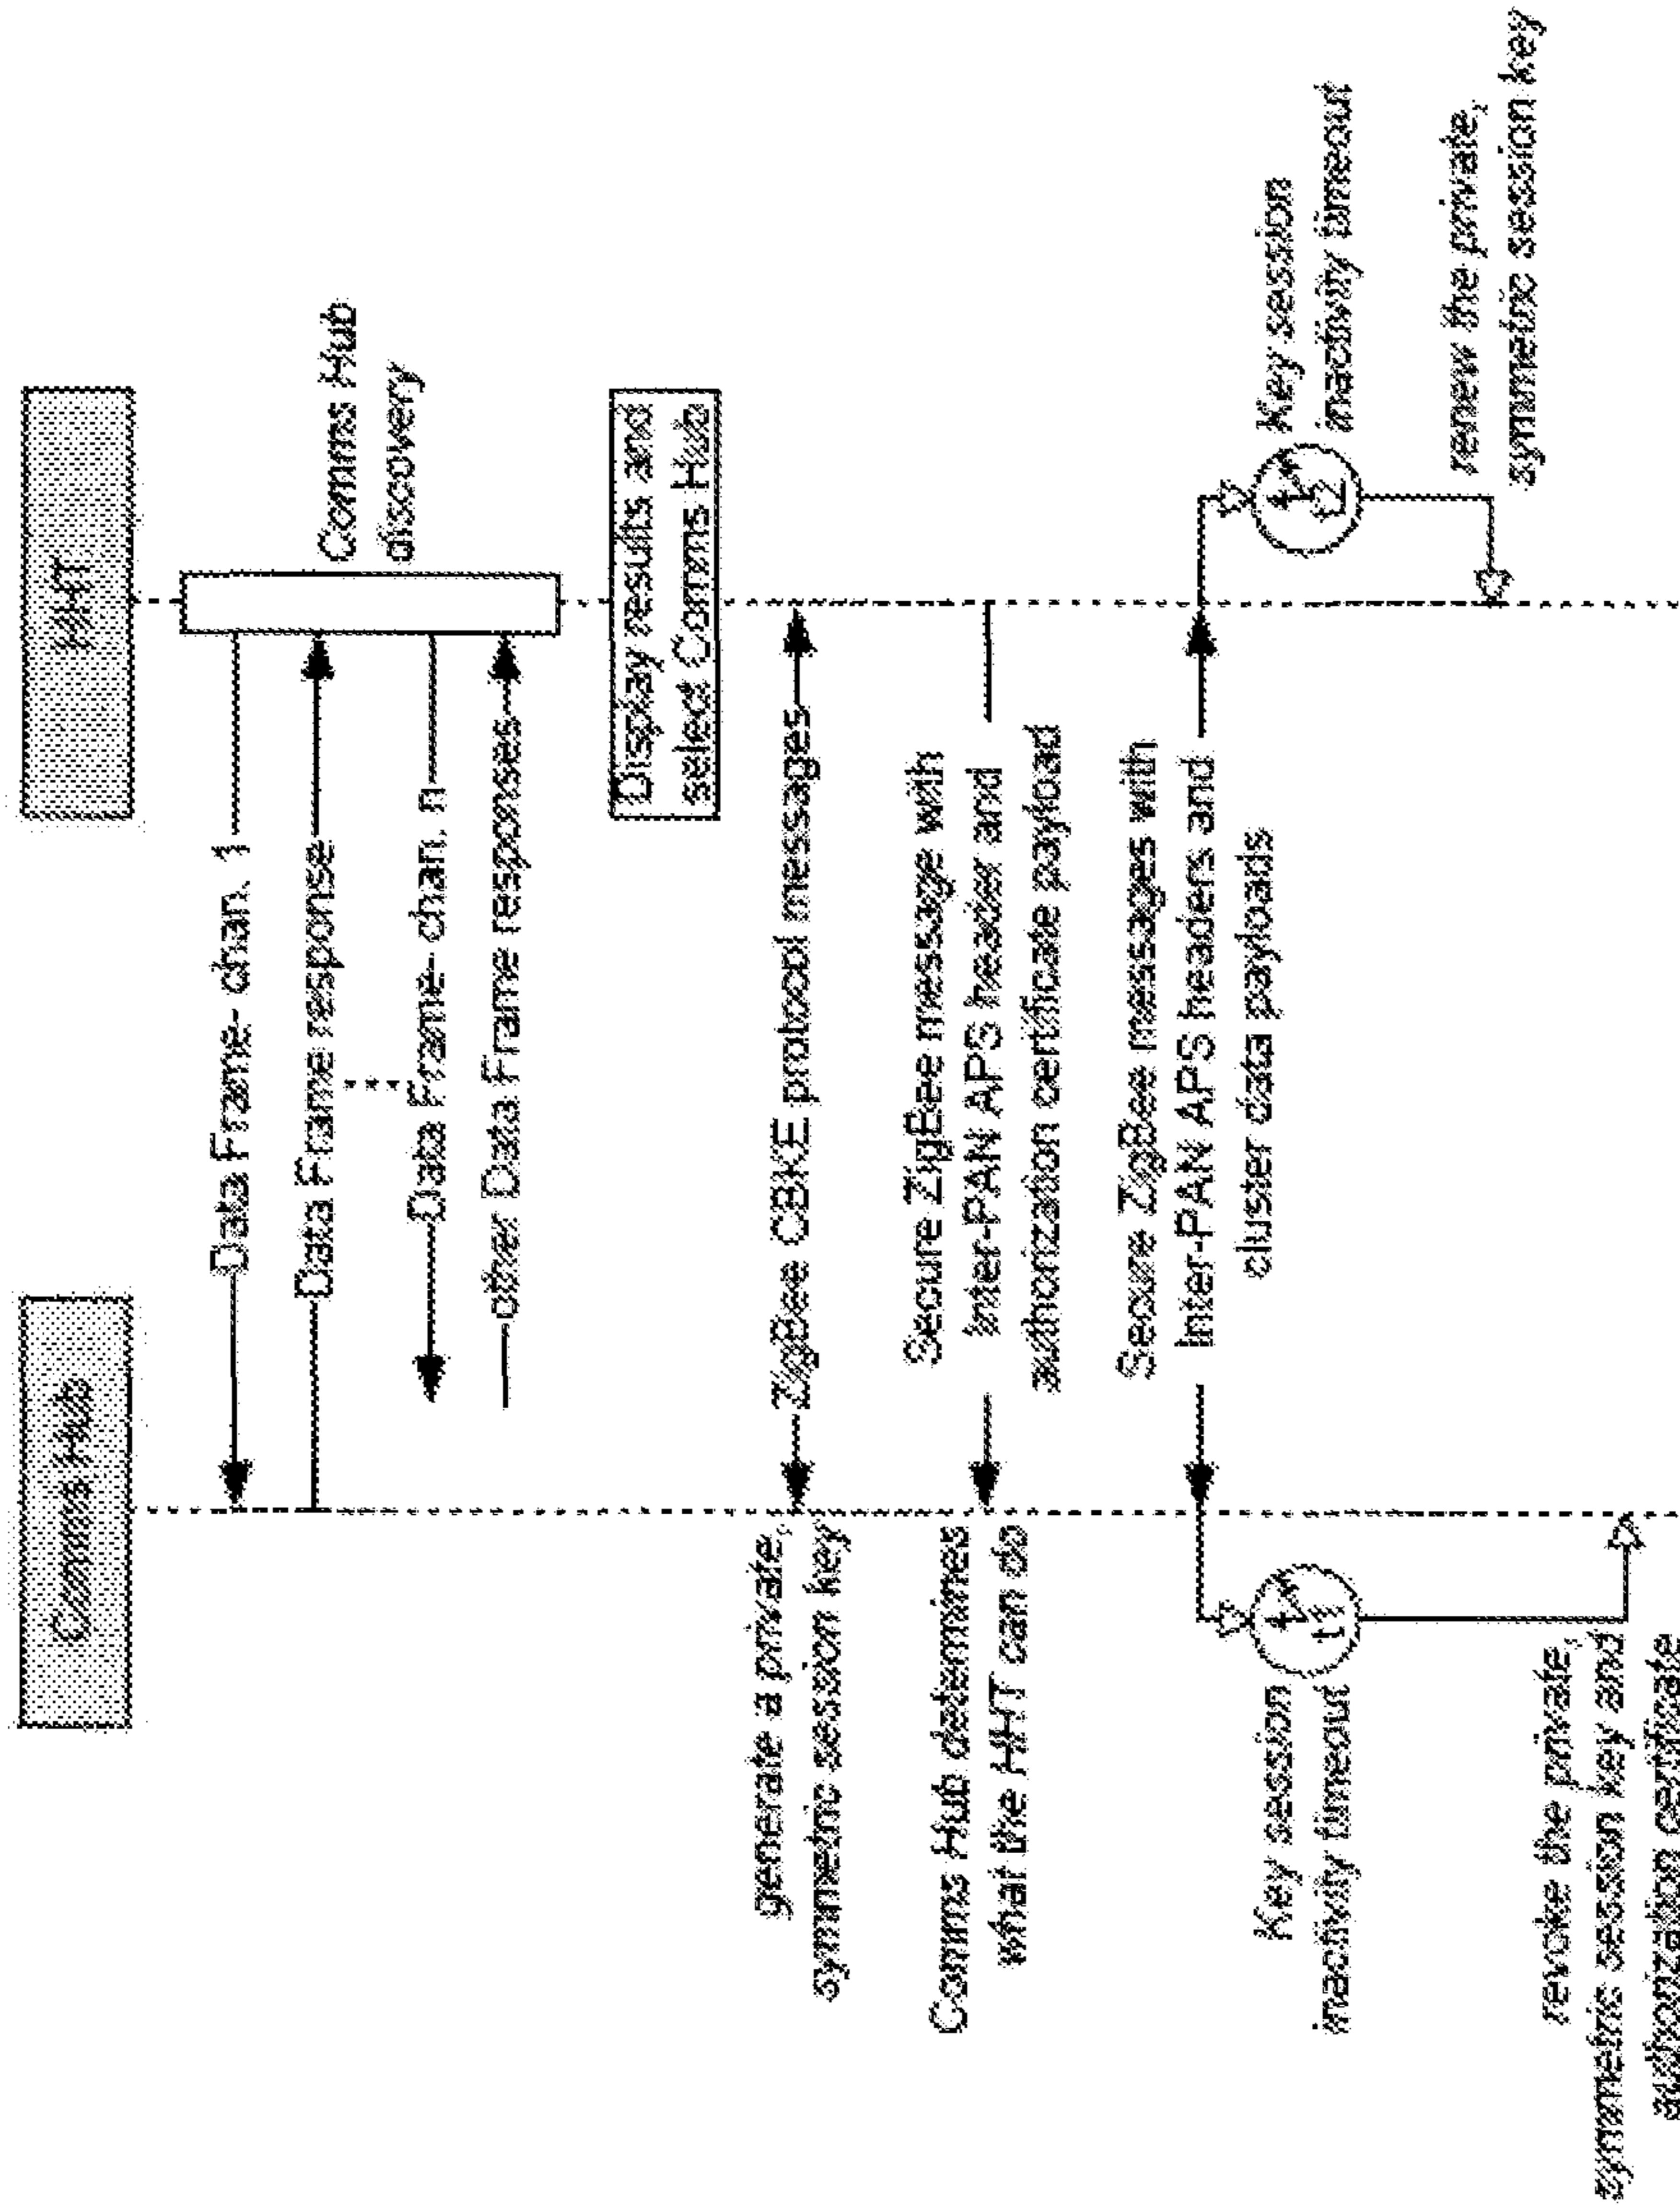 Comms Hub
HHT
Data Frame- chan. 1
Data Frame response
...
Data Frame- chan. n
other Data Frame responses
Comms Hub
discovery
Display results and
select Comms Hub
generate a private,
symmetric session key
ZigBee CBKE protocol messages
Comms Hub determines
what the HHT can do
Secure ZigBee message with
Inter-PAN APS header and
authorization certificate payload
Secure ZigBee messages with
Inter-PAN APS headers and
cluster data payloads
Key session
inactivity timeout
t1
Key session
inactivity timeout
t2
renew the private,
symmetric session key
revoke the private,
symmetric session key and
authorization certificate